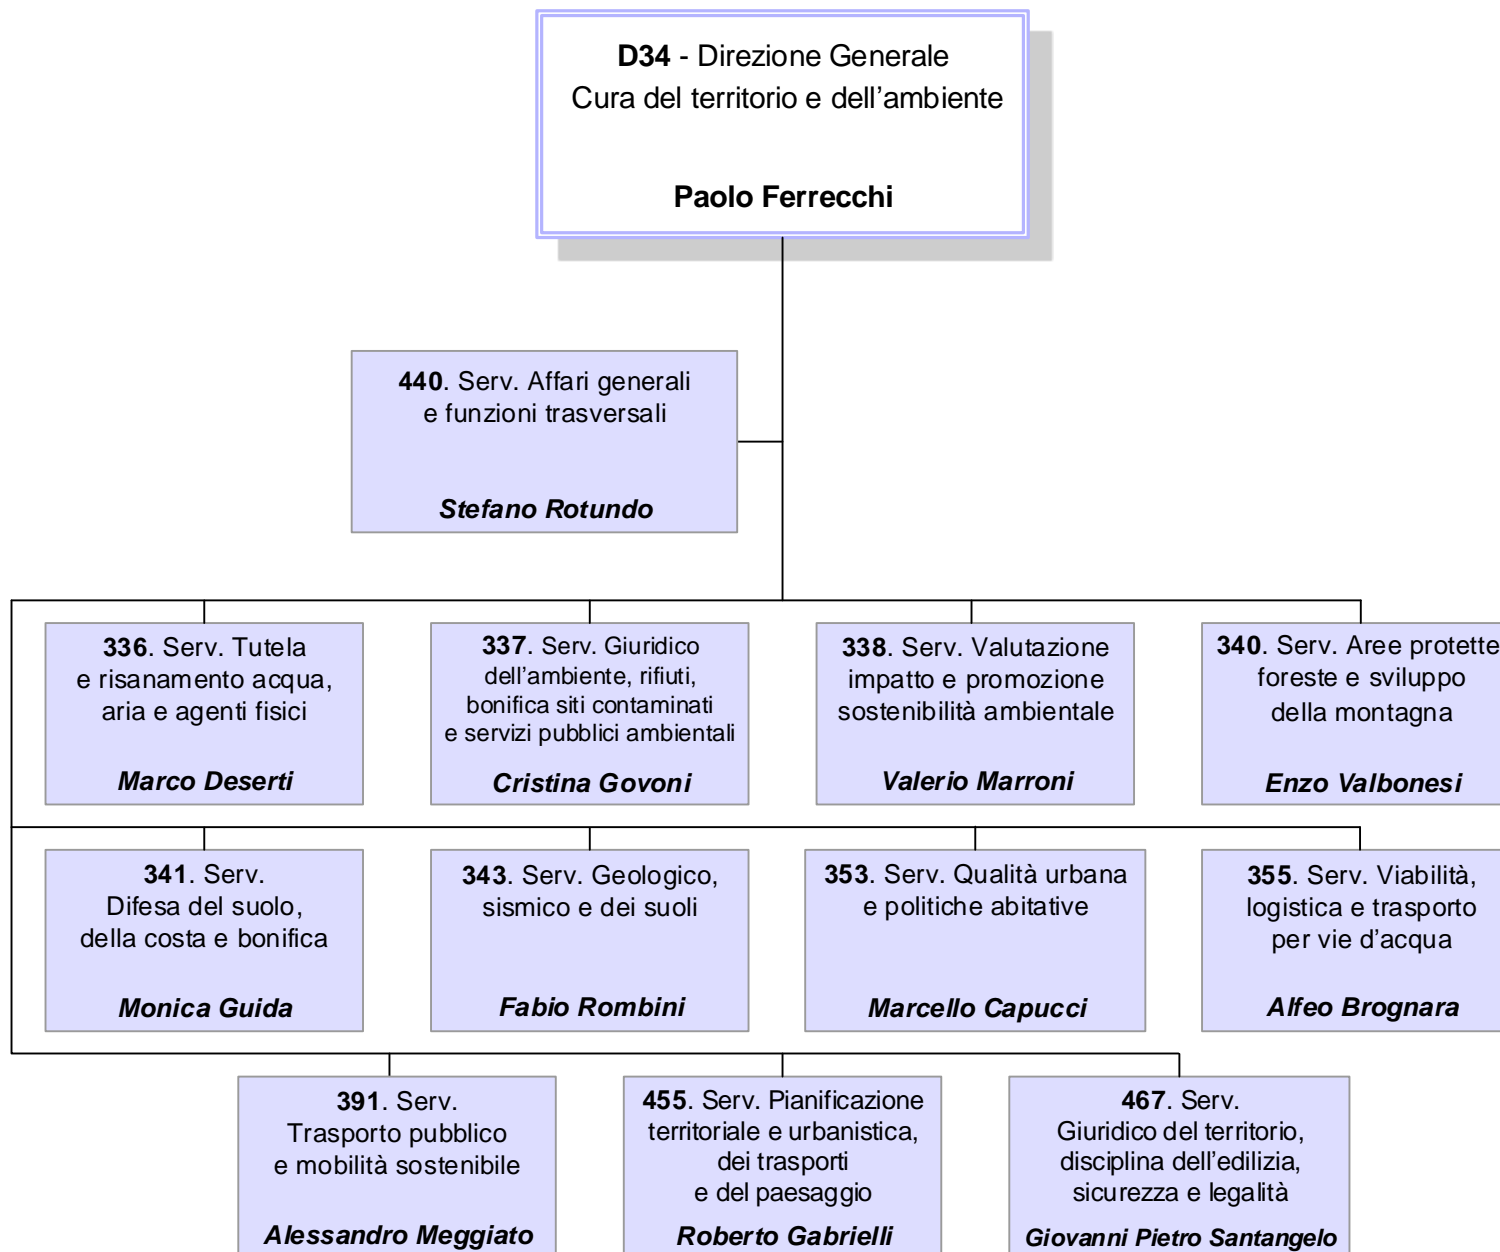 D34 - Direzione Generale
Cura del territorio e dell'ambiente
Paolo Ferrecchi
440. Serv. Affari generali
e funzioni trasversali
Stefano Rotundo
336. Serv. Tutela
e risanamento acqua,
aria e agenti fisici
Marco Deserti
337. Serv. Giuridico
dell'ambiente, rifiuti,
bonifica siti contaminati
e servizi pubblici ambientali
Cristina Govoni
338. Serv. Valutazione
impatto e promozione
sostenibilità ambientale
Valerio Marroni
340. Serv. Aree protette
foreste e sviluppo
della montagna
Enzo Valbonesi
341. Serv.
Difesa del suolo,
della costa e bonifica
Monica Guida
343. Serv. Geologico,
sismico e dei suoli
Fabio Rombini
353. Serv. Qualità urbana
e politiche abitative
Marcello Capucci
355. Serv. Viabilità,
logistica e trasporto
per vie d'acqua
Alfeo Brognara
391. Serv.
Trasporto pubblico
e mobilità sostenibile
Alessandro Meggiato
455. Serv. Pianificazione
territoriale e urbanistica,
dei trasporti
e del paesaggio
Roberto Gabrielli
467. Serv.
Giuridico del territorio,
disciplina dell'edilizia,
sicurezza e legalità
Giovanni Pietro Santangelo